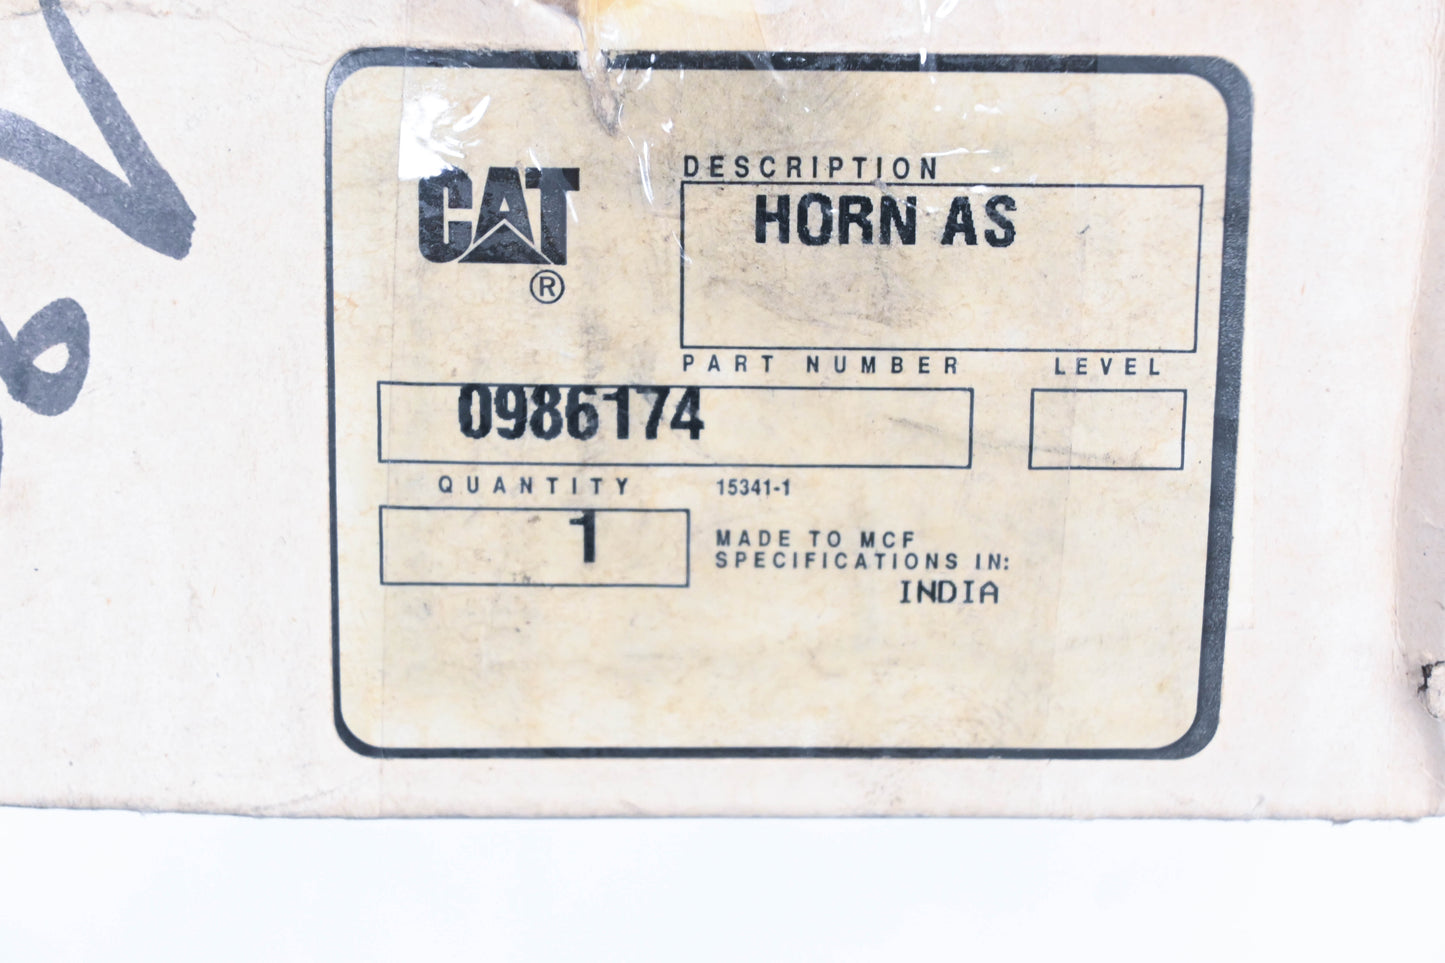 CAT
®
DESCRIPTION
HORN AS
PART NUMBER
LEVEL
0986174
QUANTITY
15341-1
1
MADE TO MCF
SPECIFICATIONS IN:
INDIA